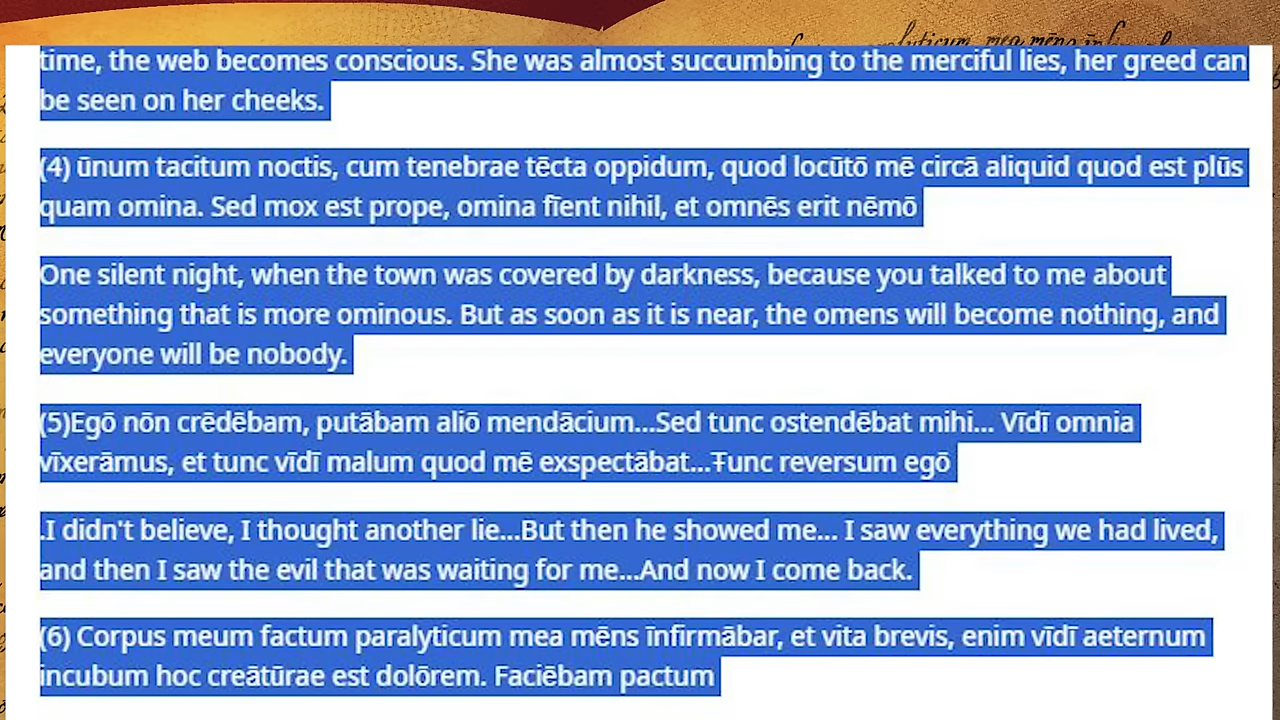 paralyticum mea mēns īnf
time, the web becomes conscious. She was almost succumbing to the merciful lies, her greed can
be seen on her cheeks.
(4) ūnum tacitum noctis, cum tenebrae tēcta oppidum, quod locūtō mē circā aliquid quod est plūs
quam omina. Sed mox est prope, omina fīent nihil, et omnēs erit nēmō
One silent night, when the town was covered by darkness, because you talked to me about
something that is more ominous. But as soon as it is near, the omens will become nothing, and
everyone will be nobody.
(5)Egō nōn crēdēbam, putābam aliō mendācium...Sed tunc ostendēbat mihi... Vīdī omnia
vīxerāmus, et tunc vīdī malum quod mē exspectābat...Ŧunc reversum egō
.I didn't believe, I thought another lie...But then he showed me... I saw everything we had lived,
and then I saw the evil that was waiting for me...And now I come back.
(6) Corpus meum factum paralyticum mea mēns īnfirmābar, et vita brevis, enim vīdī aeternum
incubum hoc creātūrae est dolōrem. Faciēbam pactum